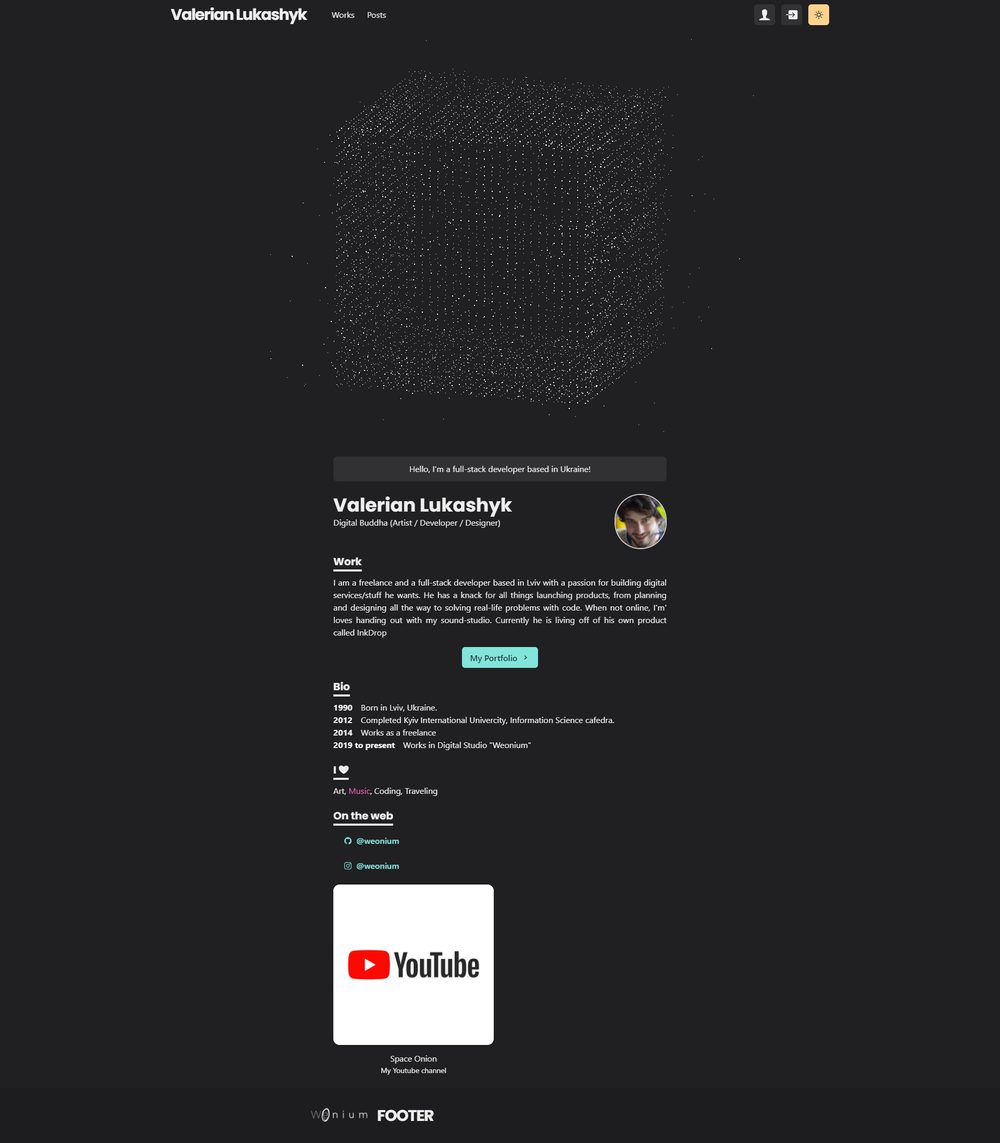 Valerian Lukashyk
Works
Posts
Hello, I'm a full-stack developer based in Ukraine!
Valerian Lukashyk
Digital Buddha (Artist / Developer / Designer)
Work
I am a freelance and a full-stack developer based in Lviv with a passion for building digital
services/stuff he wants. He has a knack for all things launching products, from planning
and designing all the way to solving real-life problems with code. When not online, I'm'
loves handing out with my sound-studio. Currently he is living off of his own product
called InkDrop
My Portfolio
Bio
1990 Born in Lviv, Ukraine.
2012 Completed Kyiv International Univercity, Information Science cafedra.
2014 Works as a freelance
2019 to present Works in Digital Studio "Weonium"
I
Art, Music, Coding, Traveling
On the web
@weonium
@weonium
YouTube
Space Onion
My Youtube channel
Weonium FOOTER